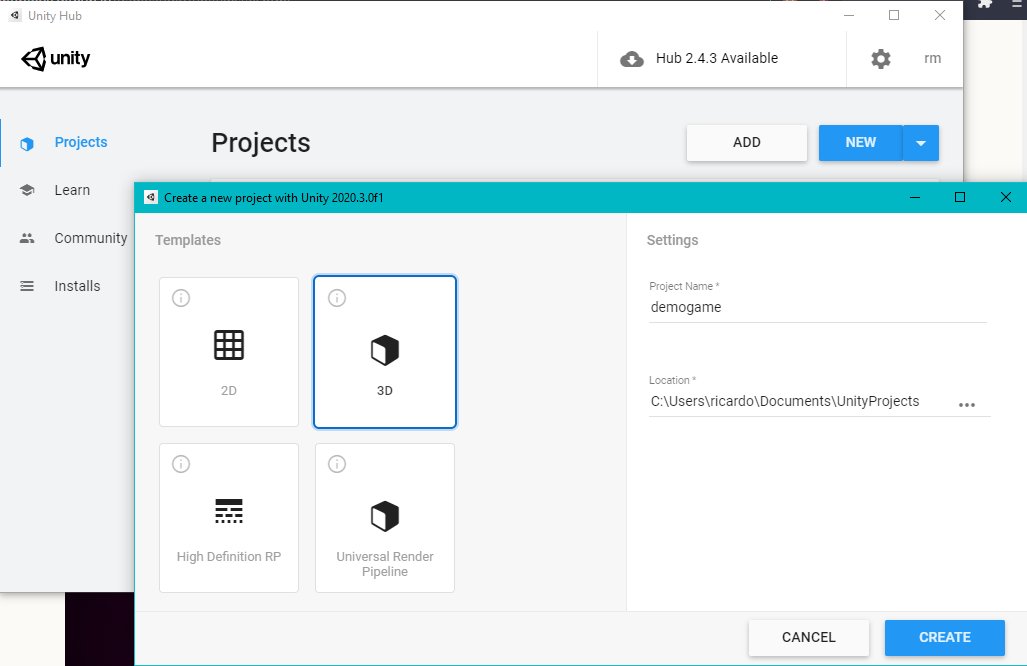 Unity Hub
unity
Hub 2.4.3 Available
rm
Projects
Learn
Community
Installs
Projects
ADD
NEW
Create a new project with Unity 2020.3.0f1
Templates
2D
3D
High Definition RP
Universal Render
Pipeline
Settings
Project Name *
demogame
Location *
C:\Users\ricardo\Documents\UnityProjects
CANCEL
CREATE